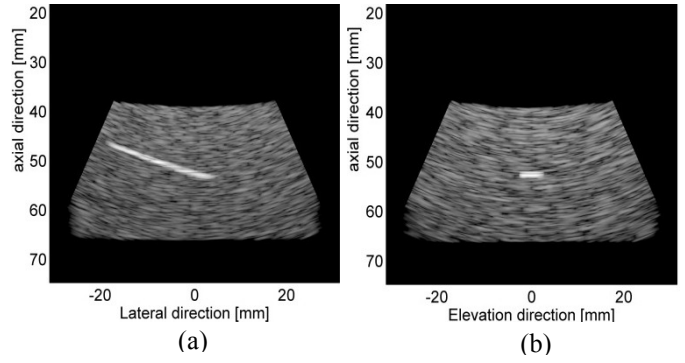 20
30
40
50
60
70
axial direction [mm]
-20 0 20
Lateral direction [mm]
(a)
20
30
40
50
60
70
axial direction [mm]
-20 0 20
Elevation direction [mm]
(b)